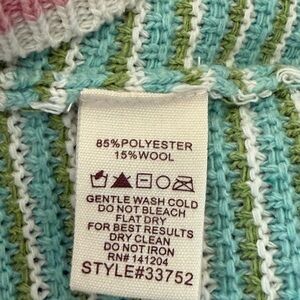 85%POLYESTER
15%WOOL
GENTLE WASH COLD
DO NOT BLEACH
FLAT DRY
FOR BEST RESULTS
DRY CLEAN
DO NOT IRON
RN# 141204
STYLE#33752